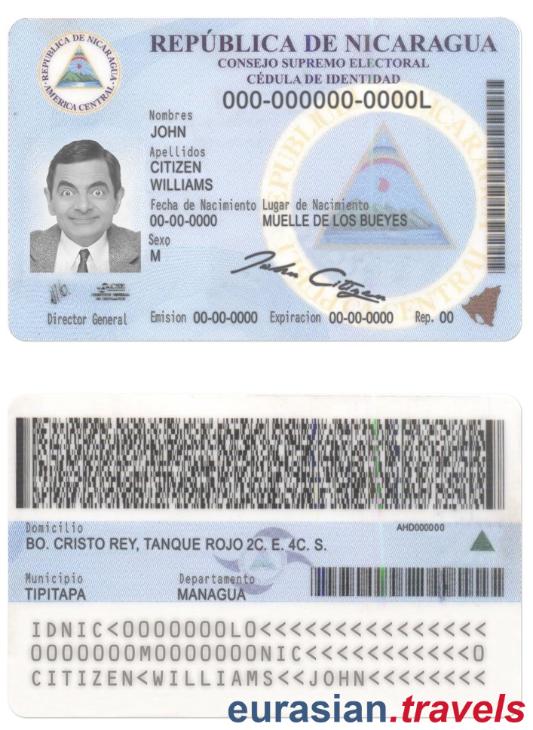 REPÚBLICA DE NICARAGUA
AMERICA CENTRAL
REPÚBLICA DE NICARAGUA
CONSEJO SUPREMO ELECTORAL
CÉDULA DE IDENTIDAD
000-000000-0000L
Nombres
JOHN
Apellidos
CITIZEN
WILLIAMS
Fecha de Nacimiento Lugar de Nacimiento
00-00-0000 MUELLE DE LOS BUEYES
Sexo
M
John Citizen
Director General
Emision 00-00-0000 Expiracion 00-00-0000 Rep. 00
Domicilio AHD000000
BO. CRISTO REY, TANQUE ROJO 2C. E. 4C. S.
Municipio Departamento
TIPITAPA MANAGUA
IDNIC<0000000L0<<<<<<<<<<<<<<<
0000000M0000000NIC<<<<<<<<<<<0
CITIZEN<WILLIAMS<<JOHN<<<<<<<<
eurasian.travels